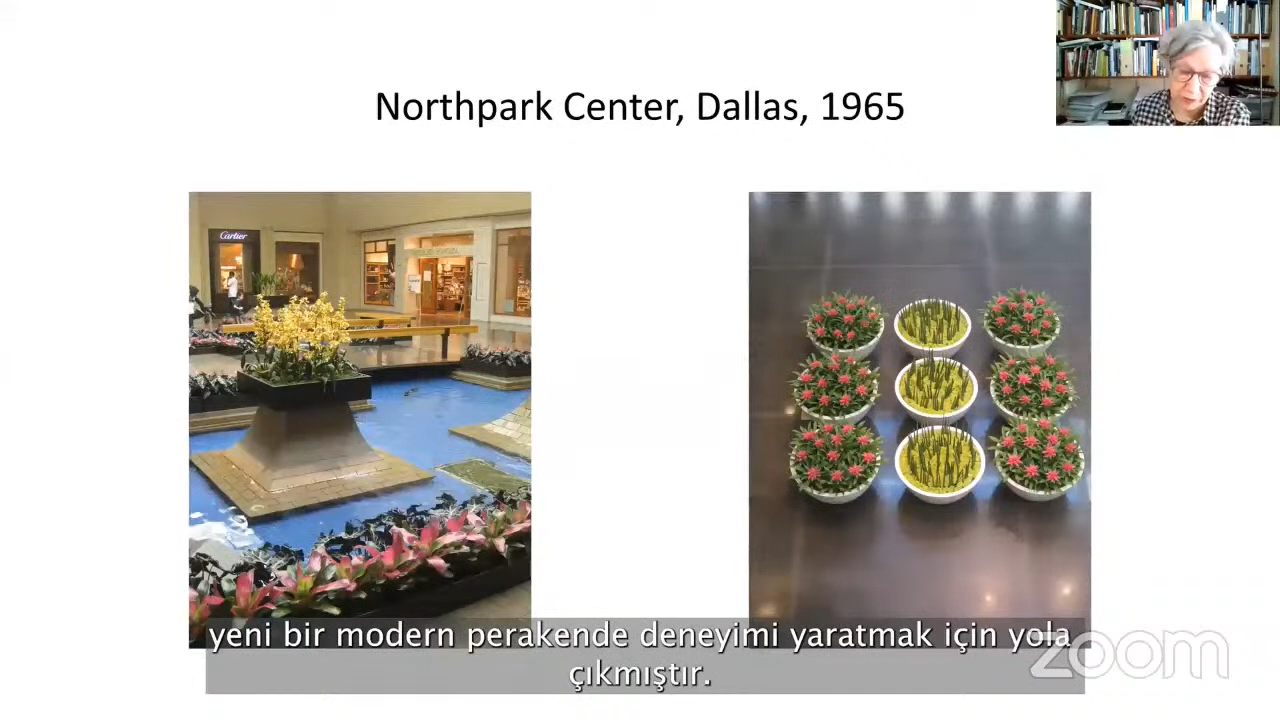 Northpark Center, Dallas, 1965
Cartier
yeni bir modern perakende deneyimi yaratmak için yola
çıkmıştır.
zoom